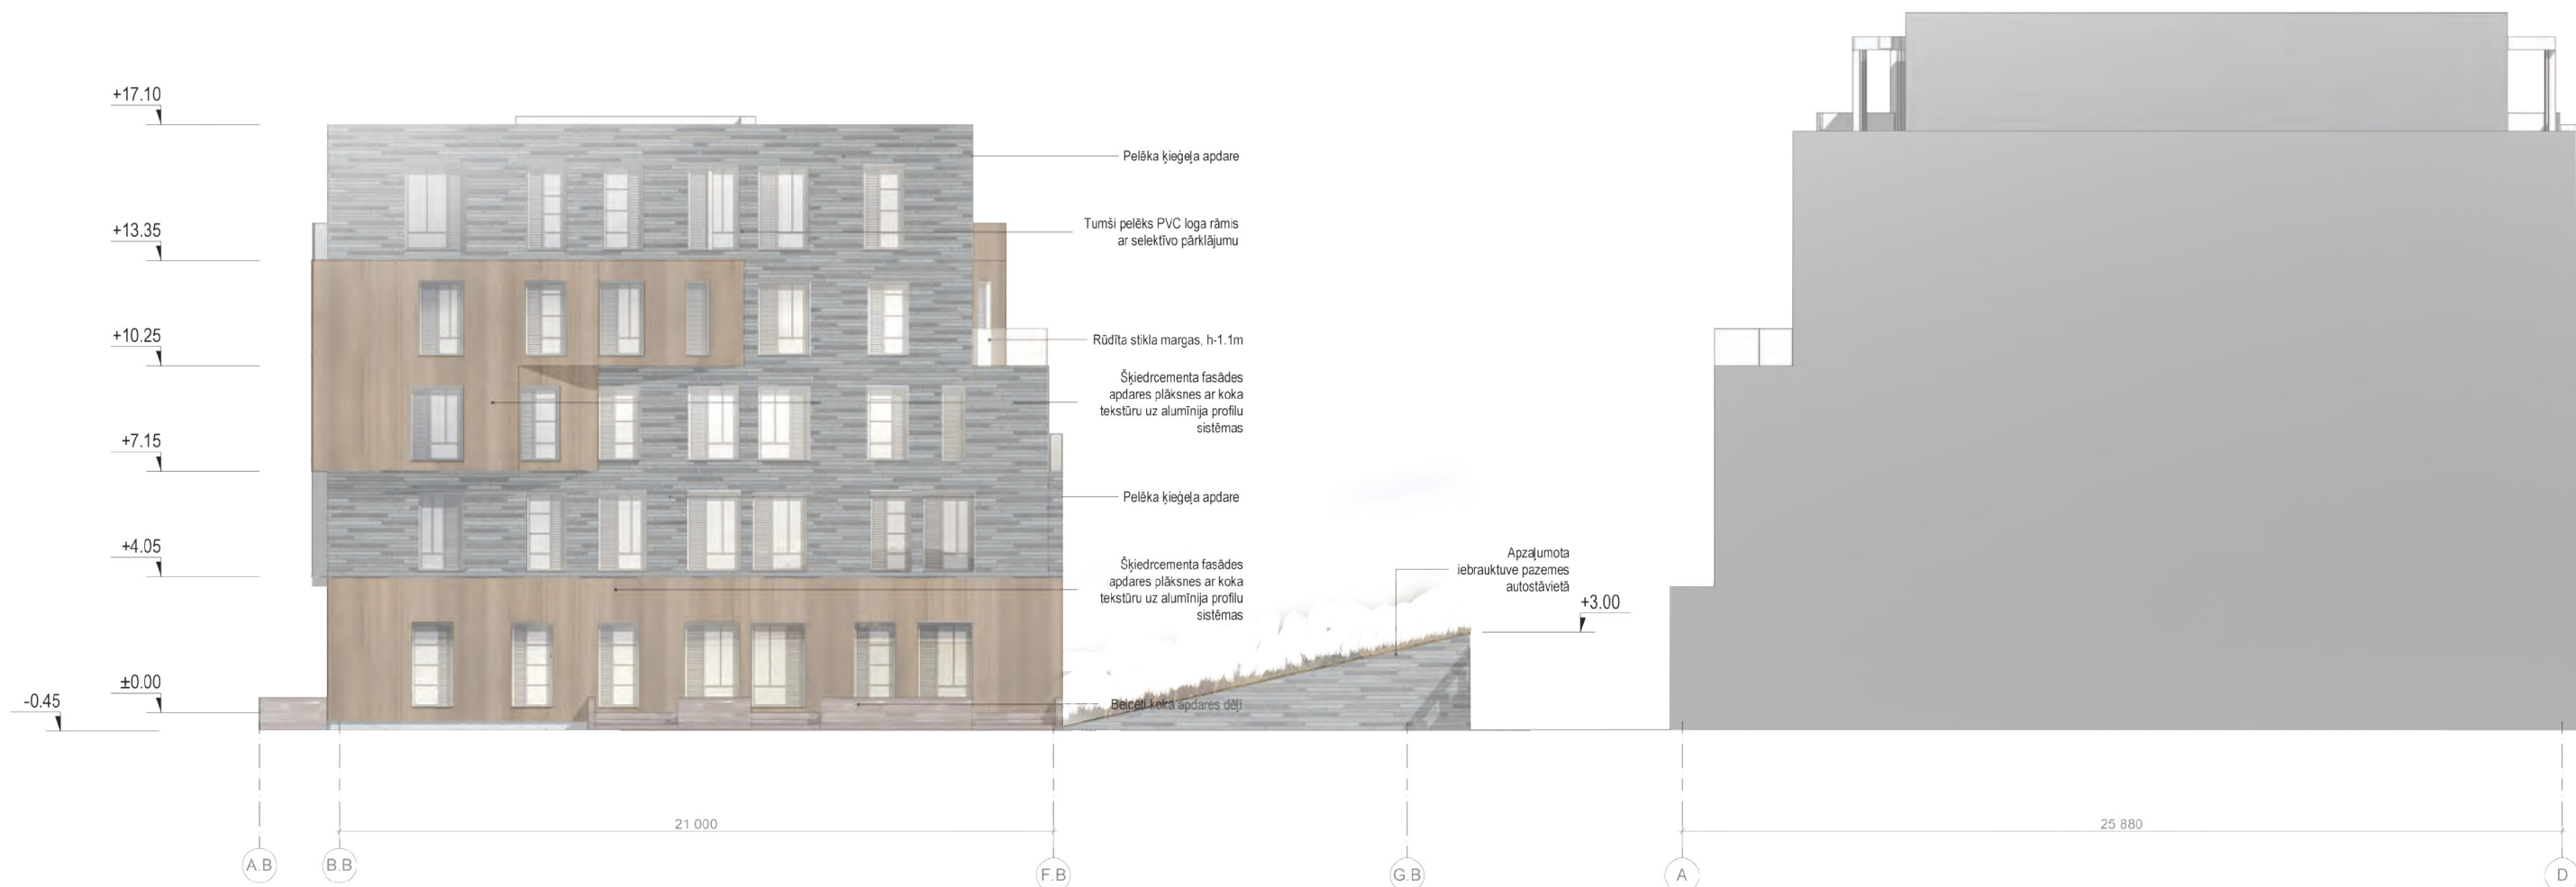 +17.10
Pelēka ķieģeļa apdare
+13.35
Tumši pelēks PVC loga rāmis
ar selektīvo pārklājumu
+10.25
Rūdīta stikla margas, h-1.1m
Šķiedrcementa fasādes
apdares plāksnes ar koka
tekstūru uz alumīnija profilu
sistēmas
+7.15
Pelēka ķieģeļa apdare
+4.05
Šķiedrcementa fasādes
apdares plāksnes ar koka
tekstūru uz alumīnija profilu
sistēmas
Apzaļumota
iebrauktuve pazemes
autostāvietā
+3.00
±0.00
-0.45
Beicēti koka apdares dēļi
21 000
25 880
A.B
B.B
F.B
G.B
A
D